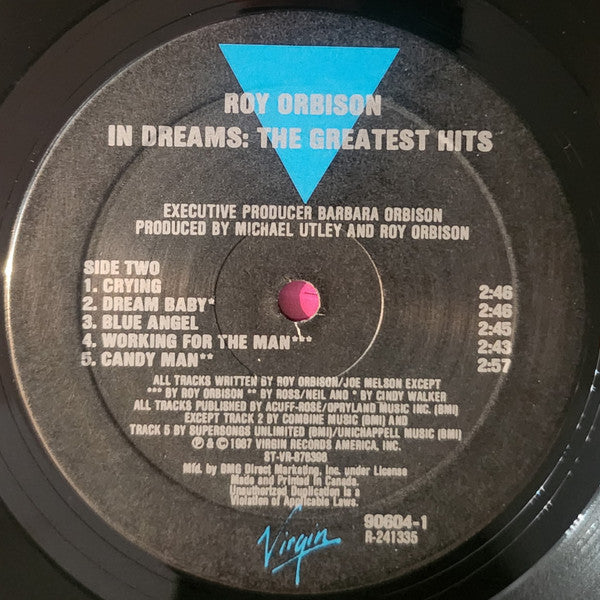 ROY ORBISON
IN DREAMS: THE GREATEST HITS
EXECUTIVE PRODUCER BARBARA ORBISON
PRODUCED BY MICHAEL UTLEY AND ROY ORBISON
SIDE TWO
1. CRYING 2:46
2. DREAM BABY* 2:46
3. BLUE ANGEL 2:45
4. WORKING FOR THE MAN*** 2:43
5. CANDY MAN** 2:57
ALL TRACKS WRITTEN BY ROY ORBISON/JOE MELSON EXCEPT
*** BY ROY ORBISON ** BY ROSS/NEIL AND * BY CINDY WALKER
ALL TRACKS PUBLISHED BY ACUFF-ROSE/OPRYLAND MUSIC INC. (BMI)
EXCEPT TRACK 2 BY COMBINE MUSIC (BMI) AND
TRACK 5 BY SUPERSONGS UNLIMITED (BMI)/UNICHAPPELL MUSIC (BMI)
℗ & © 1987 VIRGIN RECORDS AMERICA, INC.
Mfg. by BMG Direct Marketing, Inc. under License
Made and Printed in Canada.
Unauthorized Duplication is a
Violation of Applicable Laws.
Virgin
90604-1
R-241335